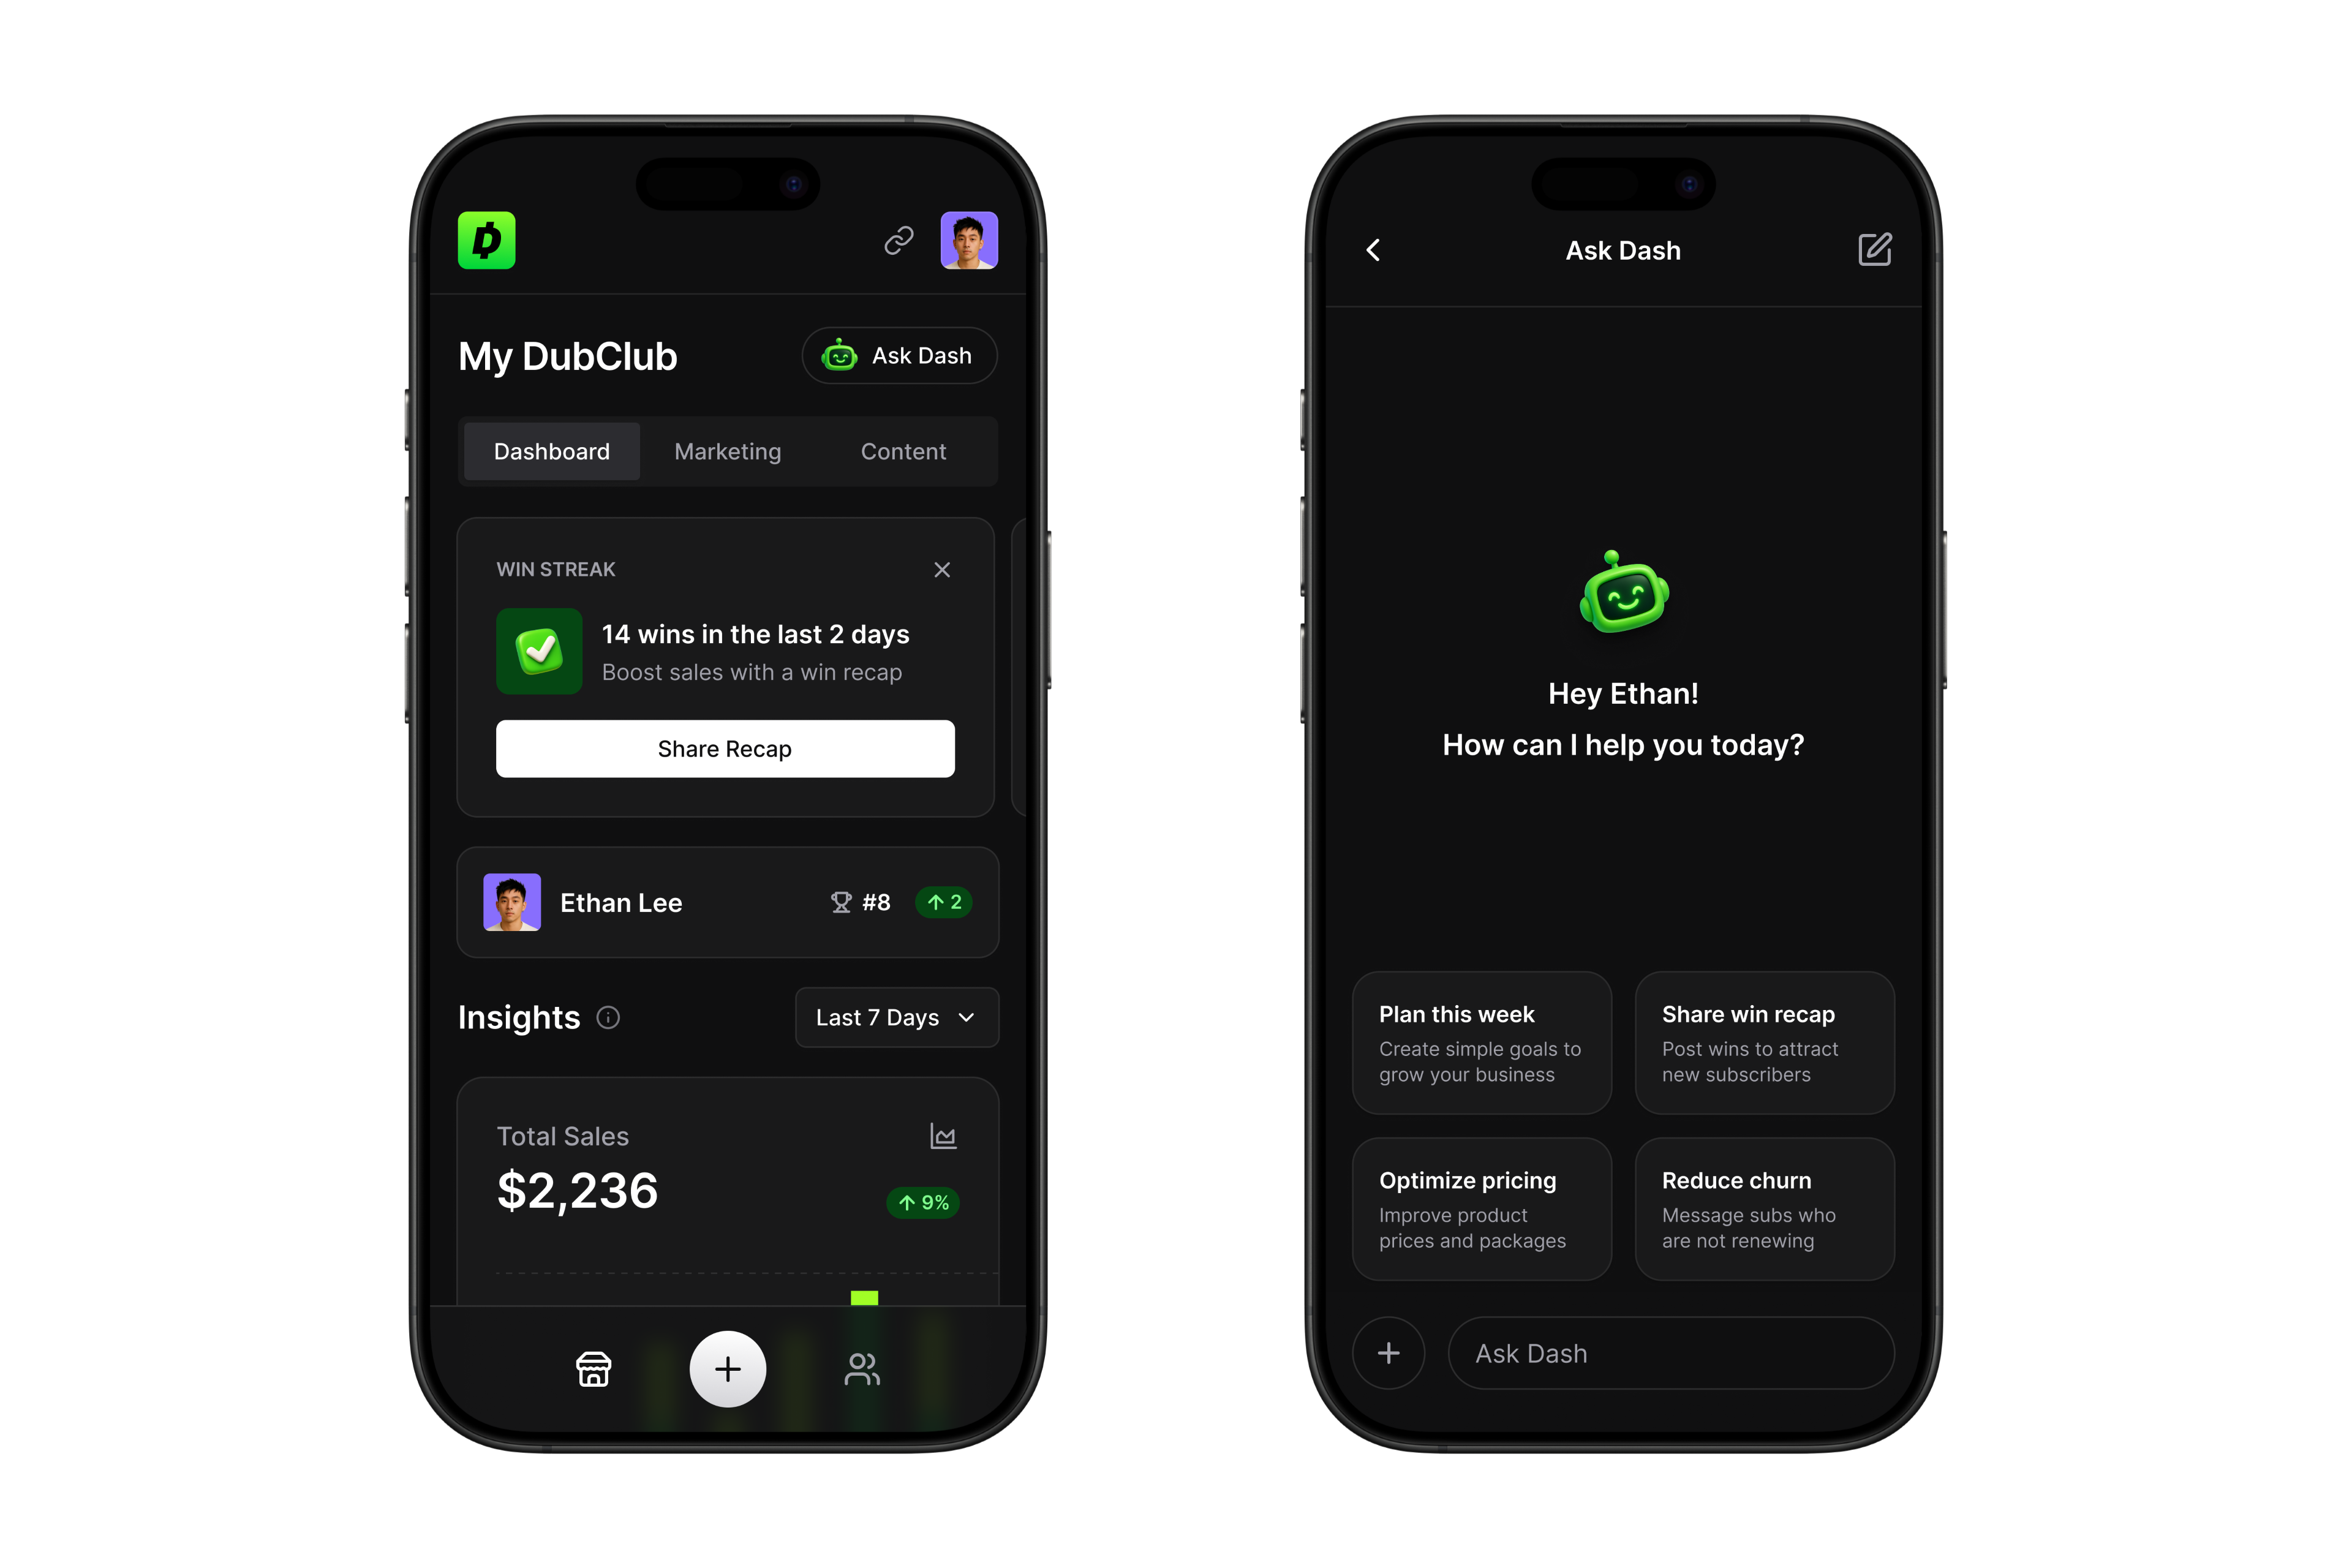 My DubClub
Ask Dash
Dashboard
Marketing
Content
WIN STREAK
14 wins in the last 2 days
Boost sales with a win recap
Share Recap
Ethan Lee
#8
2
Insights
Last 7 Days
Total Sales
$2,236
9%
Ask Dash
Hey Ethan!
How can I help you today?
Plan this week
Create simple goals to
grow your business
Share win recap
Post wins to attract
new subscribers
Optimize pricing
Improve product
prices and packages
Reduce churn
Message subs who
are not renewing
Ask Dash